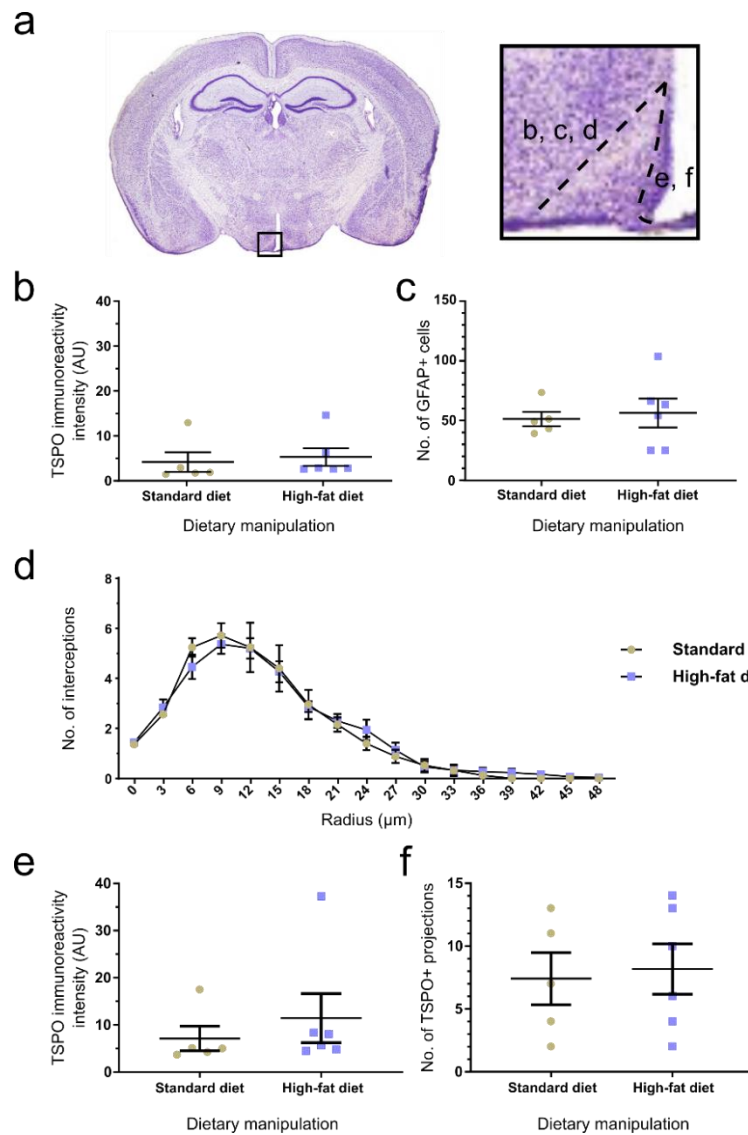 a
b, c, d
e, f
b
TSPO immunoreactivity
intensity (AU)
40
30
20
10
0
Standard diet
High-fat diet
Dietary manipulation
c
No. of GFAP+ cells
150
100
50
0
Standard diet
High-fat diet
Dietary manipulation
d
No. of interceptions
8
6
4
2
0
0
3
6
9
12
15
18
21
24
27
30
33
36
39
42
45
48
Radius (µm)
Standard
High-fat d
e
TSPO immunoreactivity
intensity (AU)
40
30
20
10
0
Standard diet
High-fat diet
Dietary manipulation
f
No. of TSPO+ projections
15
10
5
0
Standard diet
High-fat diet
Dietary manipulation